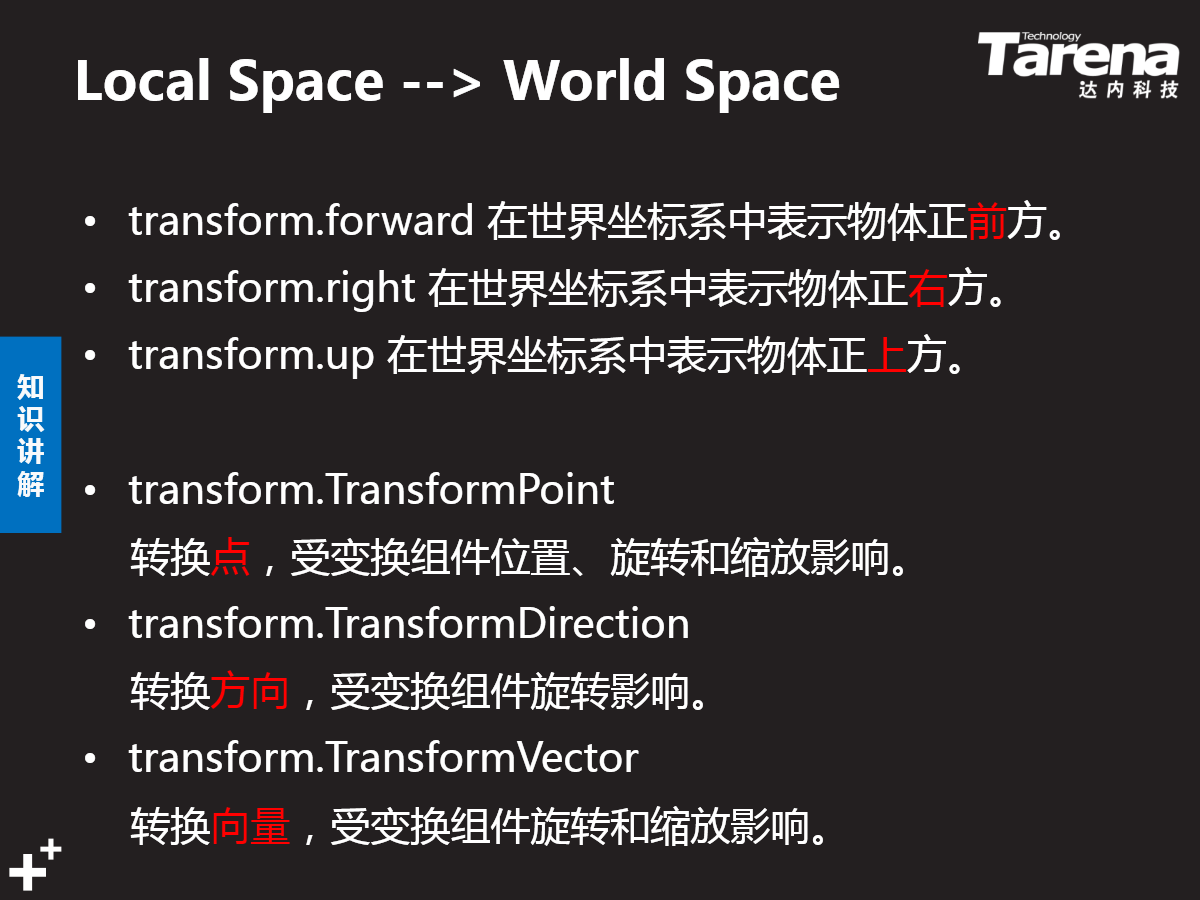 Local Space --> World Space
Technology
Tarena
达内科技
• transform.forward 在世界坐标系中表示物体正前方。
• transform.right 在世界坐标系中表示物体正右方。
• transform.up 在世界坐标系中表示物体正上方。
知识讲解
• transform.TransformPoint
转换点，受变换组件位置、旋转和缩放影响。
• transform.TransformDirection
转换方向，受变换组件旋转影响。
• transform.TransformVector
转换向量，受变换组件旋转和缩放影响。